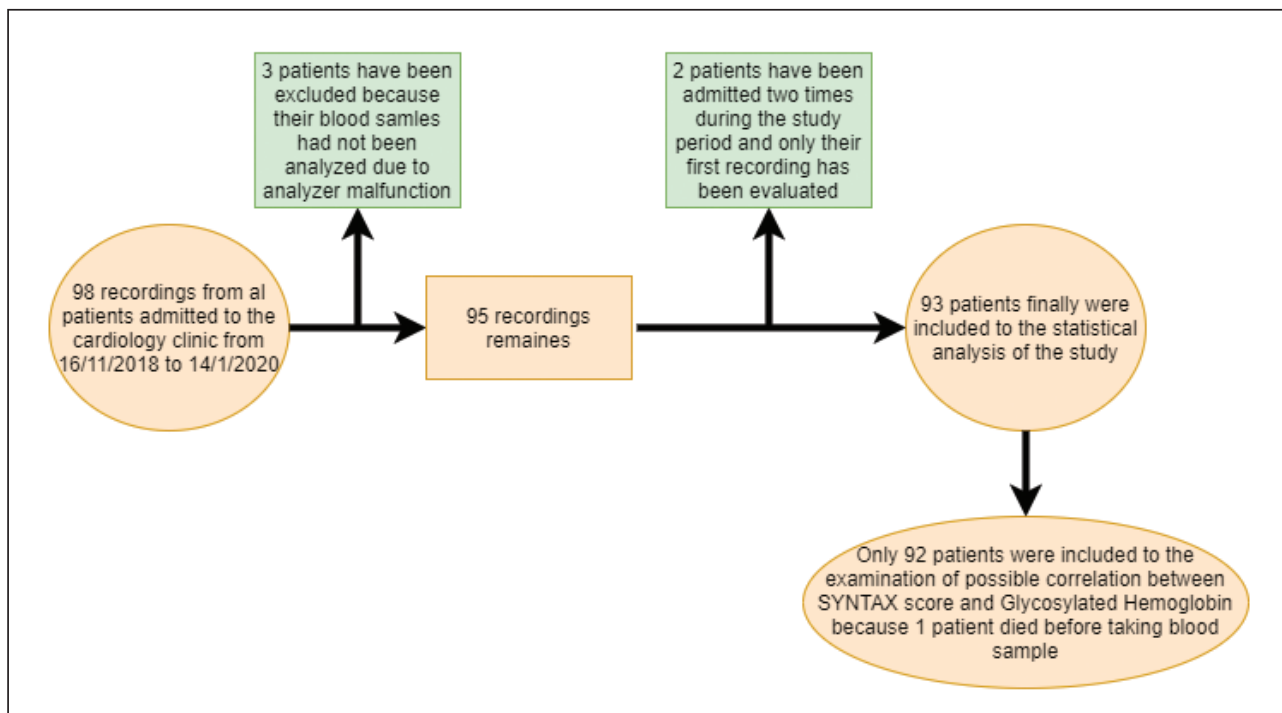 3 patients have been
excluded because
their blood samles
had not been
analyzed due to
analyzer malfunction
2 patients have been
admitted two times
during the study
period and only their
first recording has
been evaluated
98 recordings from al
patients admitted to the
cardiology clinic from
16/11/2018 to 14/1/2020
95 recordings
remaines
93 patients finally were
included to the statistical
analysis of the study
Only 92 patients were included to the
examination of possible correlation between
SYNTAX score and Glycosylated Hemoglobin
because 1 patient died before taking blood
sample